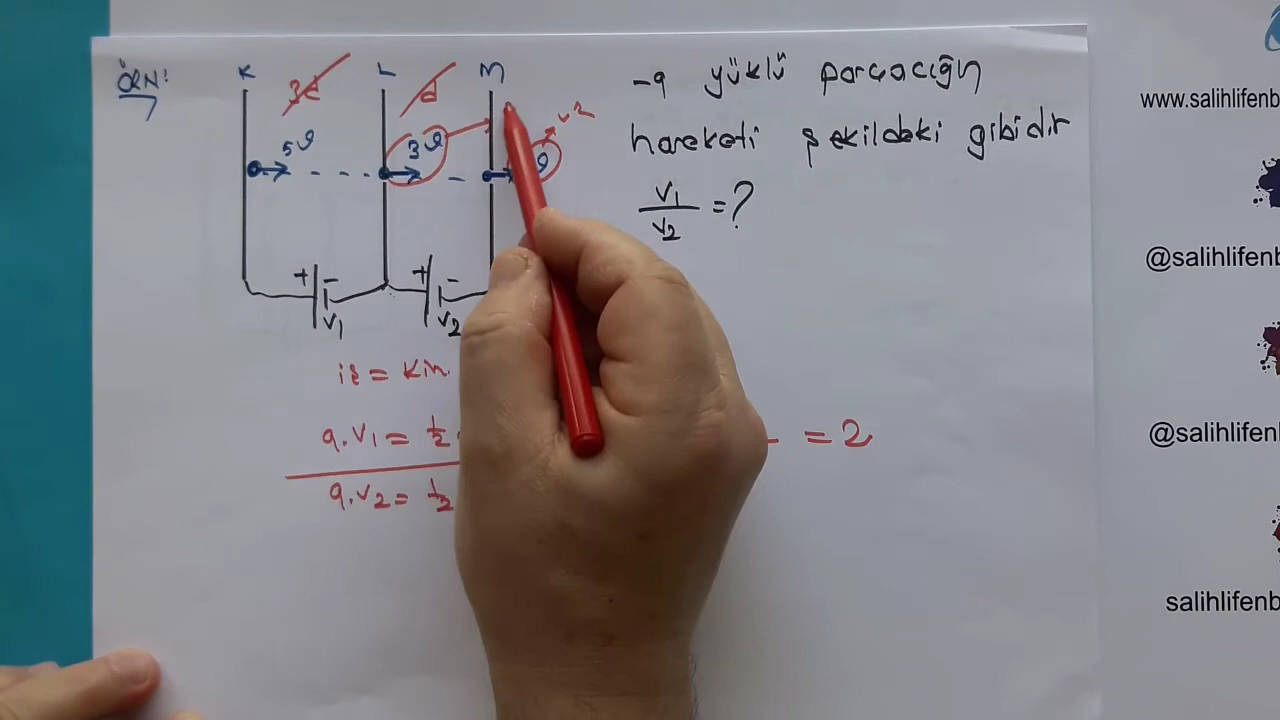 ÖRN:
K L M
3d d
5ϑ 3ϑ ϑ v2
+ - + -
V1 V2
-q yüklü parçacığın
hareketi şekildeki gibidir
V1/V2 = ?
iş = kin
q.V1 = 1/2
= 2
q.V2 = 1/2
www.salihlifenb
@salihlifenb
@salihlifenl
salihlifenb